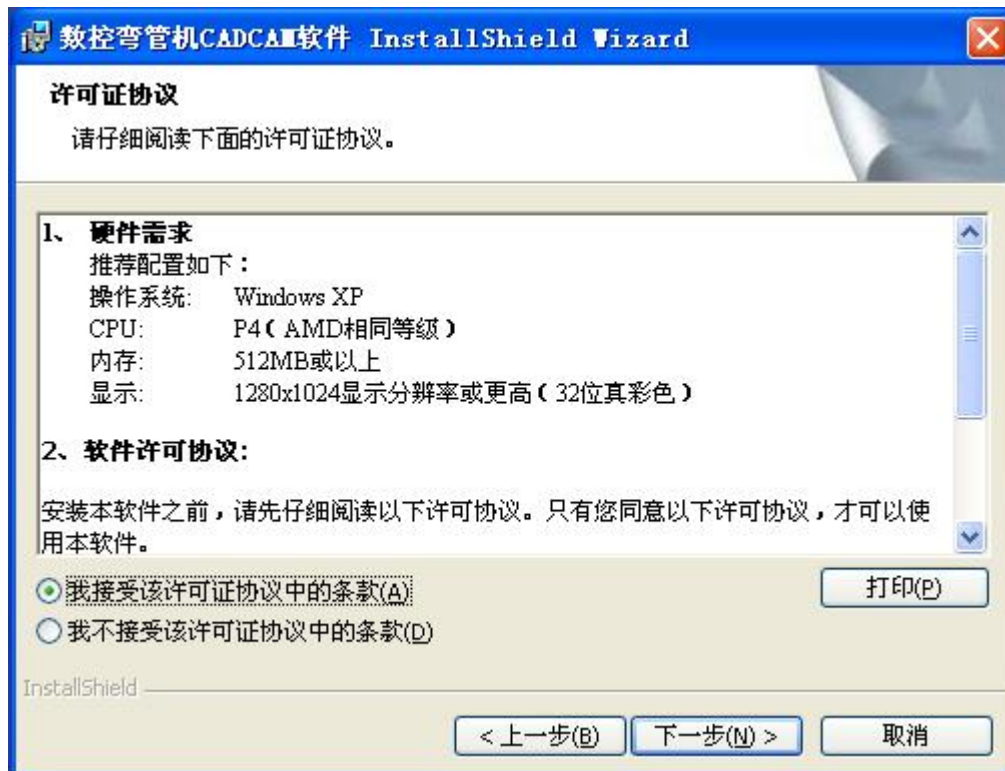 数控弯管机CADCAM软件 InstallShield Wizard
许可证协议
请仔细阅读下面的许可证协议。
1、 硬件需求
推荐配置如下：
操作系统: Windows XP
CPU: P4（AMD相同等级）
内存: 512MB或以上
显示: 1280x1024显示分辨率或更高（32位真彩色）
2、软件许可协议:
安装本软件之前，请先仔细阅读以下许可协议。只有您同意以下许可协议，才可以使
用本软件。
我接受该许可证协议中的条款(A)
打印(P)
我不接受该许可证协议中的条款(D)
InstallShield
< 上一步(B) 下一步(N) > 取消